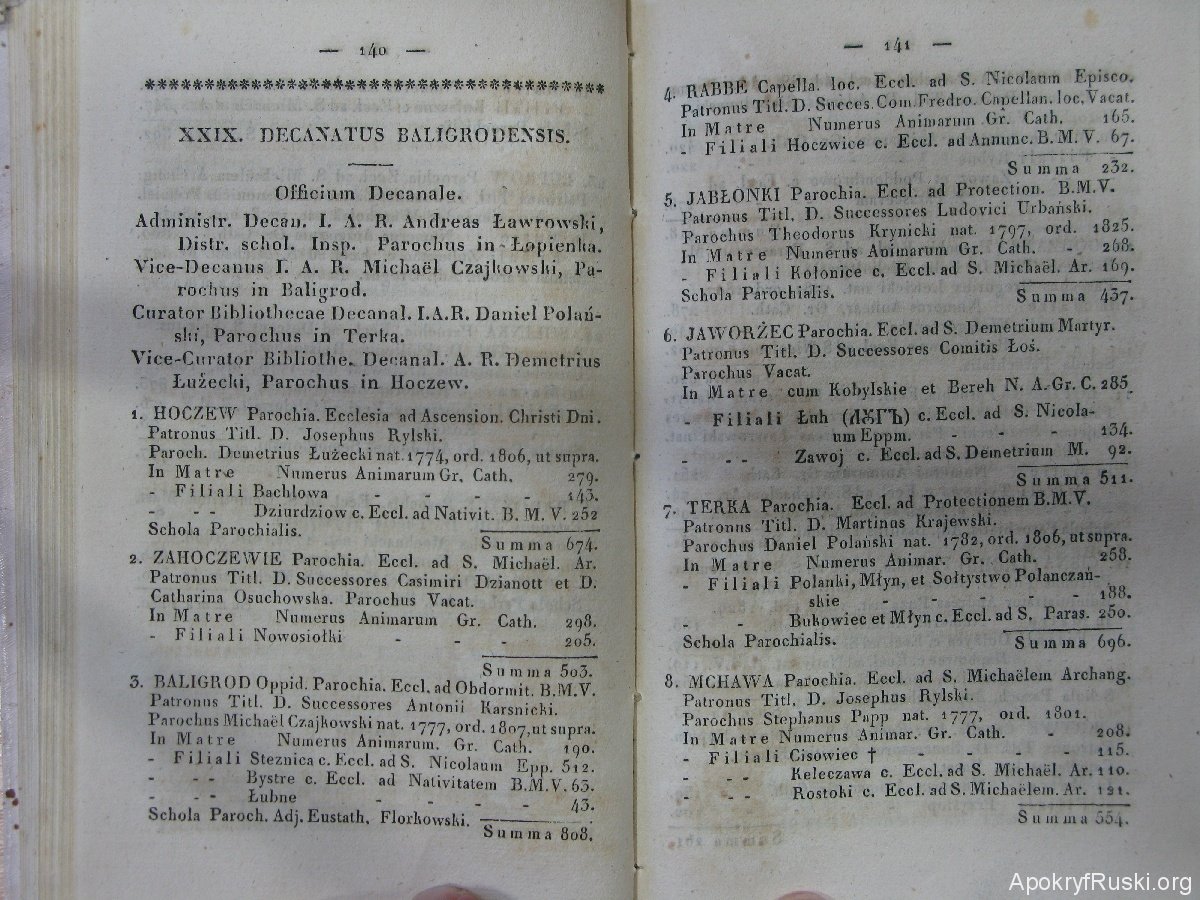 — 140 —
XXIX. DECANATUS BALIGRODENSIS.
Officium Decanale.
Administr. Decan. I. A. R. Andreas Ławrowski,
Distr. schol. Insp. Parochus in Łopienka.
Vice-Decanus I. A. R. Michaël Czajkowski, Pa-
rochus in Baligrod.
Curator Bibliothecae Decanal. I.A.R. Daniel Polań-
ski, Parochus in Terka.
Vice-Curator Bibliothe. Decanal. A. R. Demetrius
Łużecki, Parochus in Hoczew.
1. HOCZEW Parochia. Ecclesia ad Ascension. Christi Dni.
Patronus Titl. D. Josephus Rylski.
Paroch. Demetrius Łużecki nat. 1774, ord. 1806, ut supra.
In Matre Numerus Animarum Gr. Cath. 279.
- Filiali Bachlowa - - - - 143.
- - - Dziurdziow c. Eccl. ad Nativit. B. M. V. 252
Schola Parochialis.
Summa 674.
2. ZAHOCZEWIE Parochia. Eccl. ad S. Michaël. Ar.
Patronus Titl. D. Successores Casimiri Dzianott et D.
Catharina Osuchowska. Parochus Vacat.
In Matre Numerus Animarum Gr. Cath. 298.
- Filiali Nowosiołki - - - 205.
Summa 503.
3. BALIGROD Oppid. Parochia. Eccl. ad Obdormit. B.M.V.
Patronus Titl. D. Successores Antonii Karsnicki.
Parochus Michaël Czajkowski nat. 1777, ord. 1807, ut supra.
In Matre Numerus Animarum. Gr. Cath. 190.
- Filiali Steznica c. Eccl. ad S. Nicolaum Epp. 512.
- - - Bystre c. Eccl. ad Nativitatem B.M.V. 63.
- - - Łubne - - - - 43.
Schola Paroch. Adj. Eustath. Florkowski.
Summa 808.
— 141 —
4. RABBE Capella. loc. Eccl. ad S. Nicolaum Episco.
Patronus Titl. D. Succes. Com. Fredro. Capellan. loc. Vacat.
In Matre Numerus Animarum Gr. Cath. 165.
- Filiali Hoczwice c. Eccl. ad Annunc. B. M. V. 67.
Summa 232.
5. JABŁONKI Parochia. Eccl. ad Protection. B.M.V.
Patronus Titl. D. Successores Ludovici Urbański.
Parochus Theodorus Krynicki nat. 1797, ord. 1825.
In Matre Numerus Animarum Gr. Cath. - 268.
- Filiali Kołonice c. Eccl. ad S. Michaël. Ar. 169.
Schola Parochialis.
Summa 437.
6. JAWORŻEC Parochia. Eccl. ad S. Demetrium Martyr.
Patronus Titl. D. Successores Comitis Łoś.
Parochus Vacat.
In Matre cum Kobylskie et Bereh N. A. Gr. C. 285.
- Filiali Łuh (Лꙋгъ) c. Eccl. ad S. Nicola-
um Eppm. - - - 134.
- - - Zawoj c. Eccl. ad S. Demetrium M. 92.
Summa 511.
7. TERKA Parochia. Eccl. ad Protectionem B.M.V.
Patronus Titl. D. Martinus Krajewski.
Parochus Daniel Polański nat. 1782, ord. 1806, ut supra.
In Matre Numerus Animar. Gr. Cath. 258.
- Filiali Polanki, Młyn, et Sołtystwo Polanczań-
skie - - - - - 188.
- - Bukowiec et Młyn c. Eccl. ad S. Paras. 250.
Schola Parochialis.
Summa 696.
8. MCHAWA Parochia. Eccl. ad S. Michaëlem Archang.
Patronus Titl. D. Josephus Rylski.
Parochus Stephanus Papp nat. 1777, ord. 1801.
In Matre Numerus Animar. Gr. Cath. - 208.
- Filiali Cisowiec † - - - - 115.
- - - Keleczawa c. Eccl. ad S. Michaël. Ar. 110.
- - - Rostoki c. Eccl. ad S. Michaëlem. Ar. 121.
Summa 554.
ApokryfRuski.org